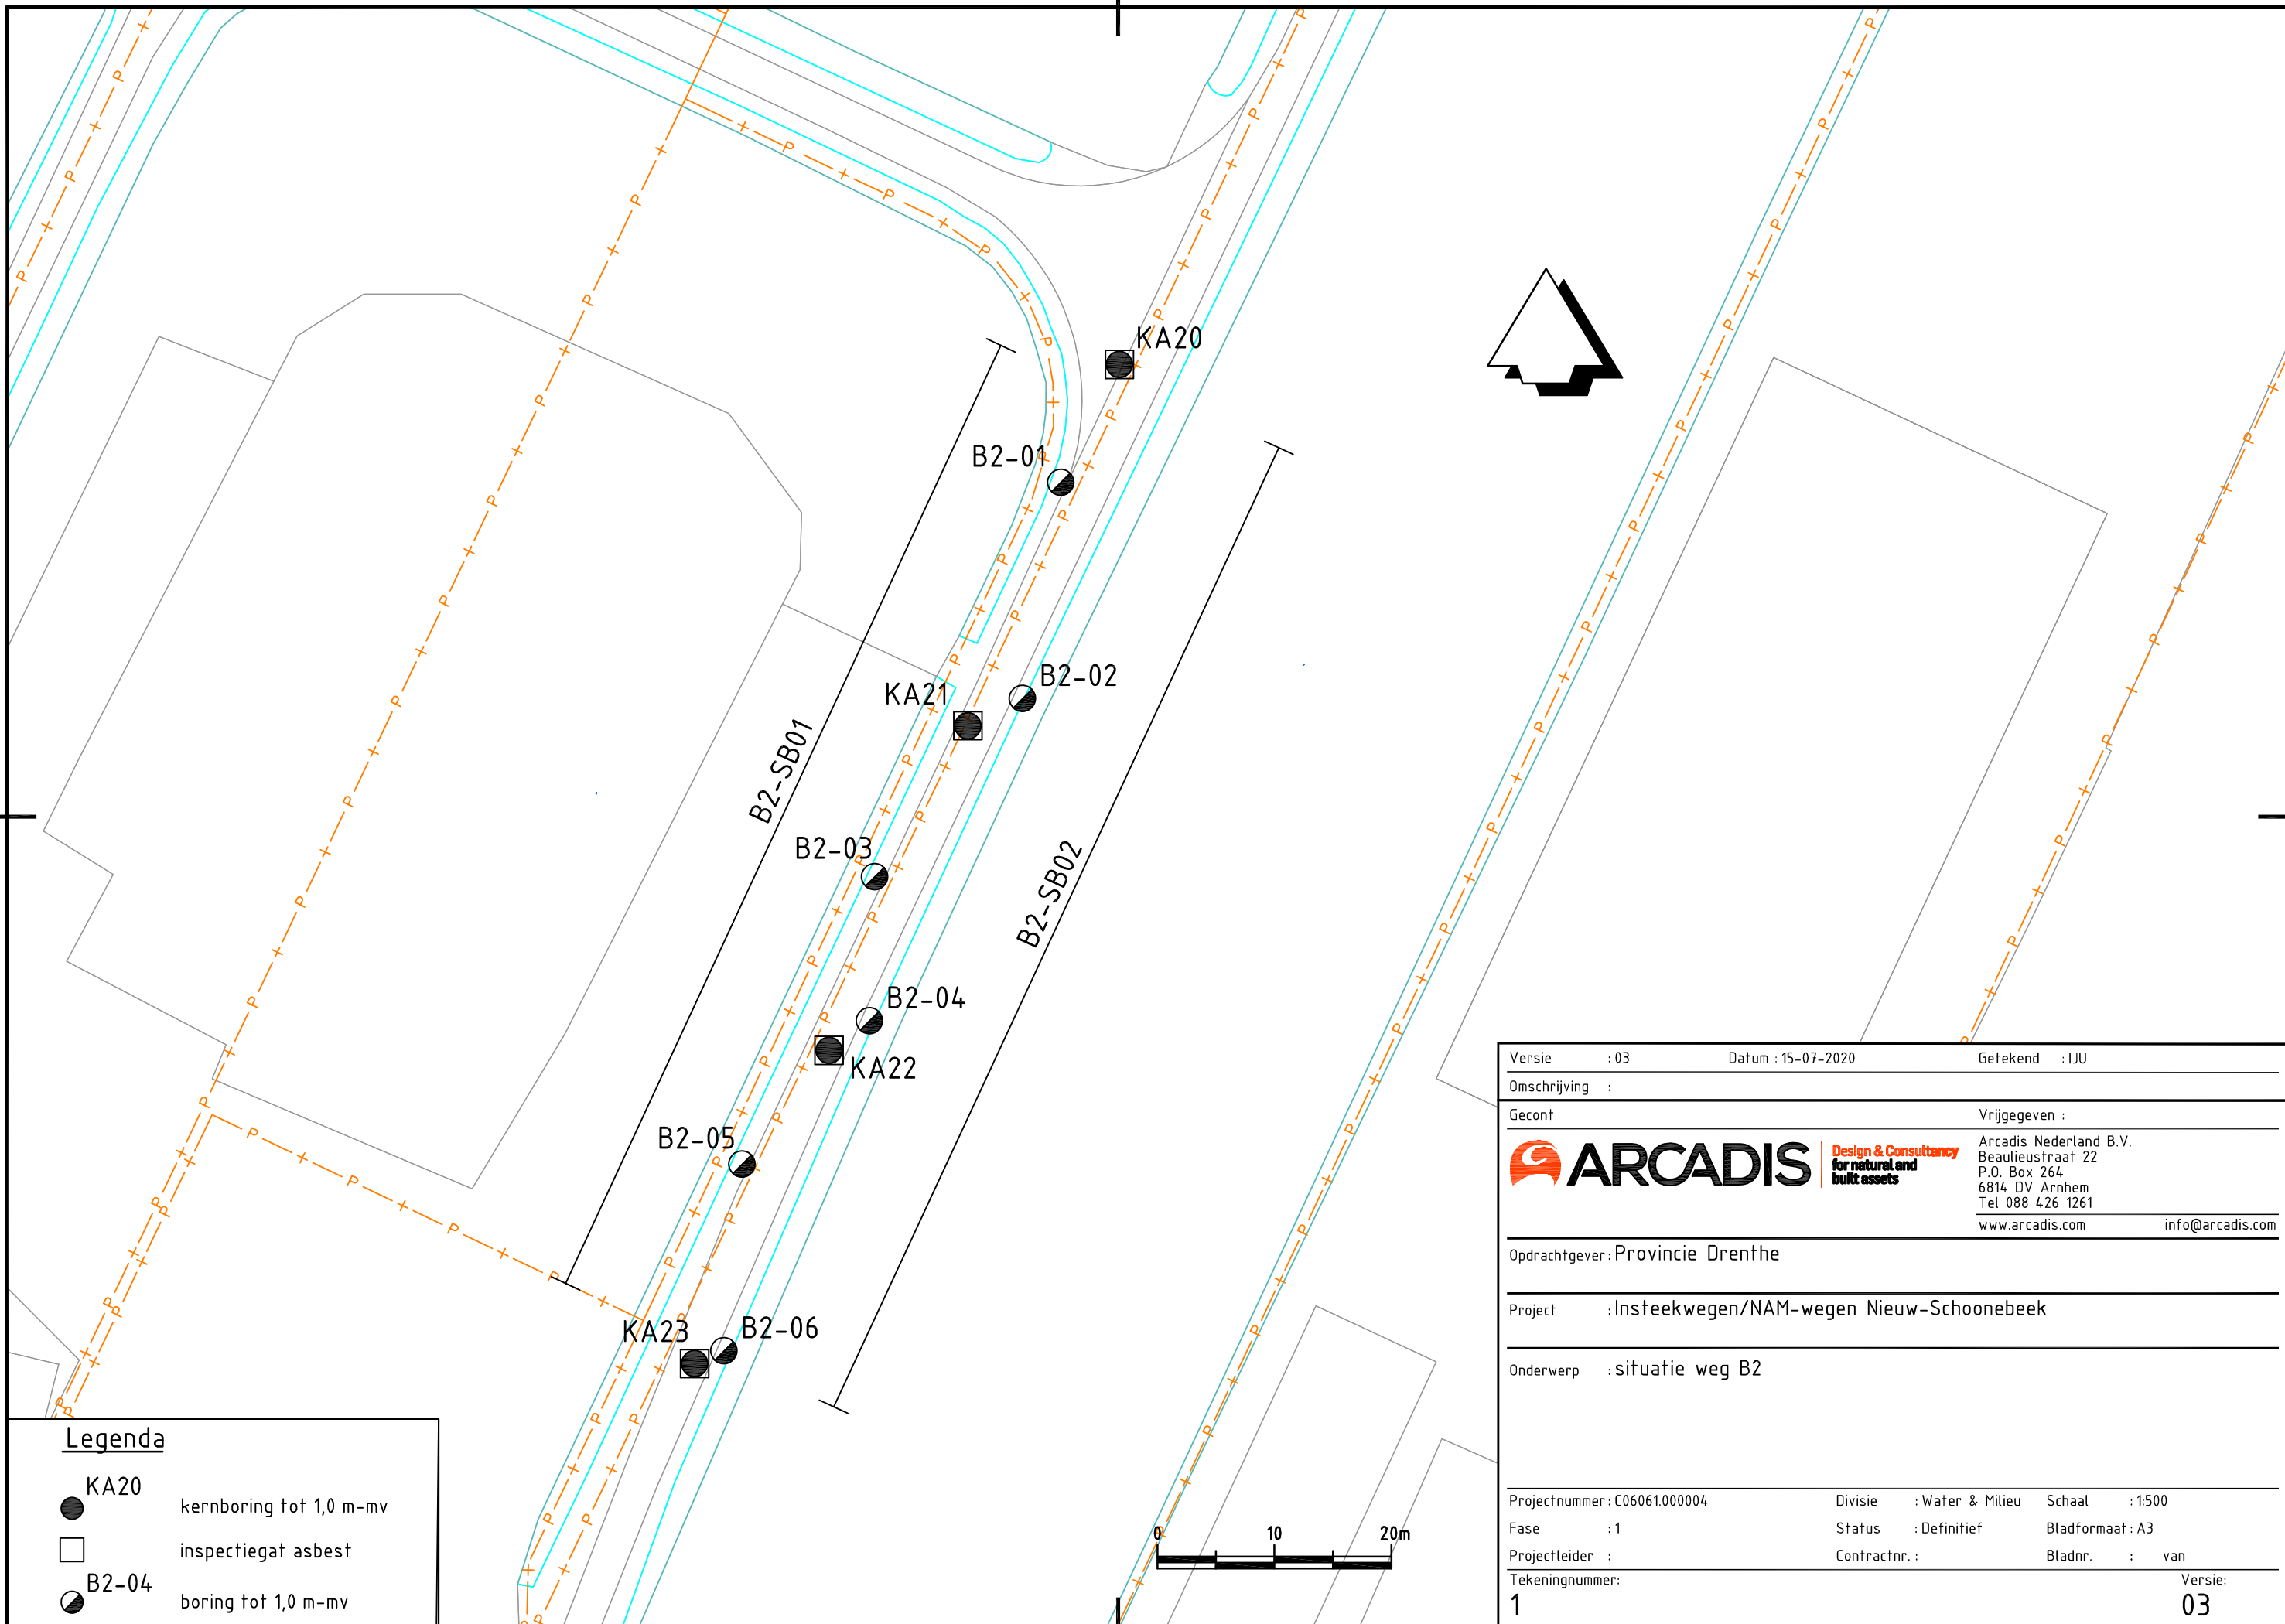 KA20
B2-01
B2-02
KA21
B2-SB01
B2-03
B2-SB02
B2-04
KA22
B2-05
KA23
B2-06
Legenda
KA20
kernboring tot 1,0 m-mv
inspectiegat asbest
B2-04
boring tot 1,0 m-mv
0 10 20m
Versie : 03 Datum : 15-07-2020 Getekend : IJU
Omschrijving :
Gecont Vrijgegeven :
ARCADIS
Design & Consultancy
for natural and
built assets
Arcadis Nederland B.V.
Beaulieustraat 22
P.O. Box 264
6814 DV Arnhem
Tel 088 426 1261
www.arcadis.com info@arcadis.com
Opdrachtgever: Provincie Drenthe
Project : Insteekwegen/NAM-wegen Nieuw-Schoonebeek
Onderwerp : situatie weg B2
Projectnummer: C06061.000004 Divisie : Water & Milieu Schaal : 1:500
Fase : 1 Status : Definitief Bladformaat: A3
Projectleider : Contractnr. : Bladnr. : van
Tekeningnummer: Versie:
1 03